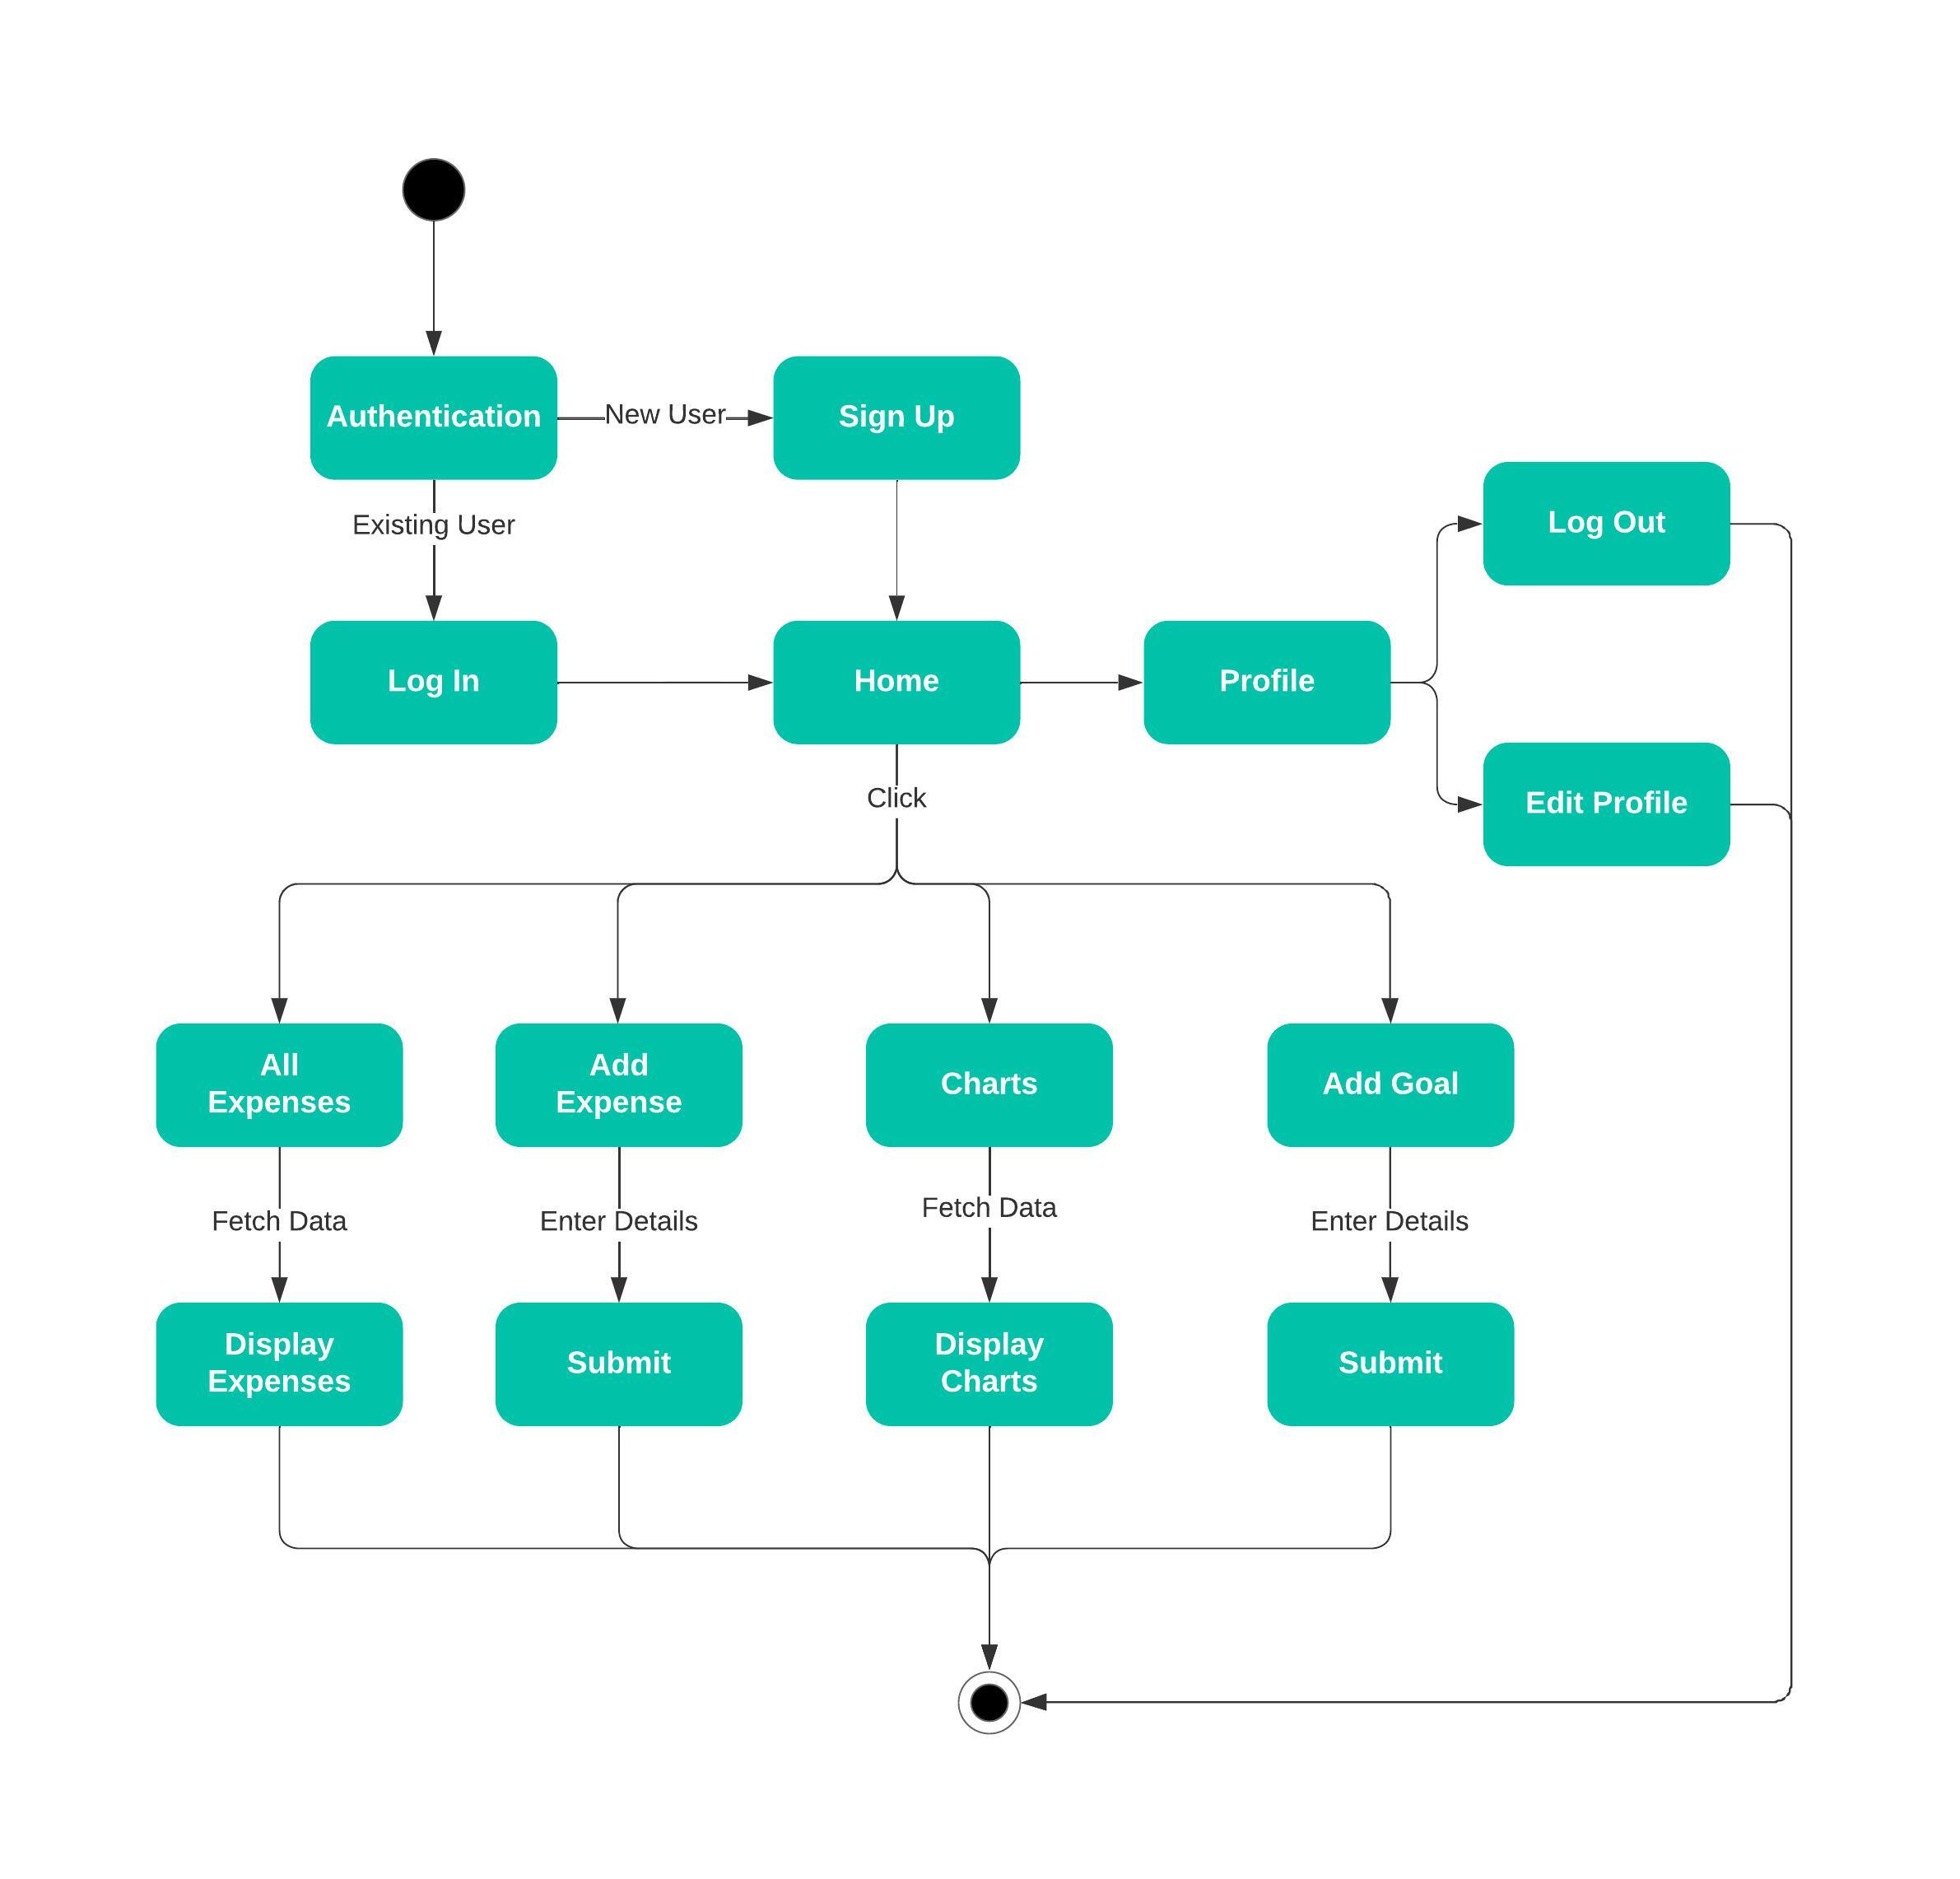 Authentication
New User
Sign Up
Existing User
Log Out
Log In
Home
Profile
Click
Edit Profile
All
Expenses
Add
Expense
Charts
Add Goal
Fetch Data
Enter Details
Fetch Data
Enter Details
Display
Expenses
Submit
Display
Charts
Submit